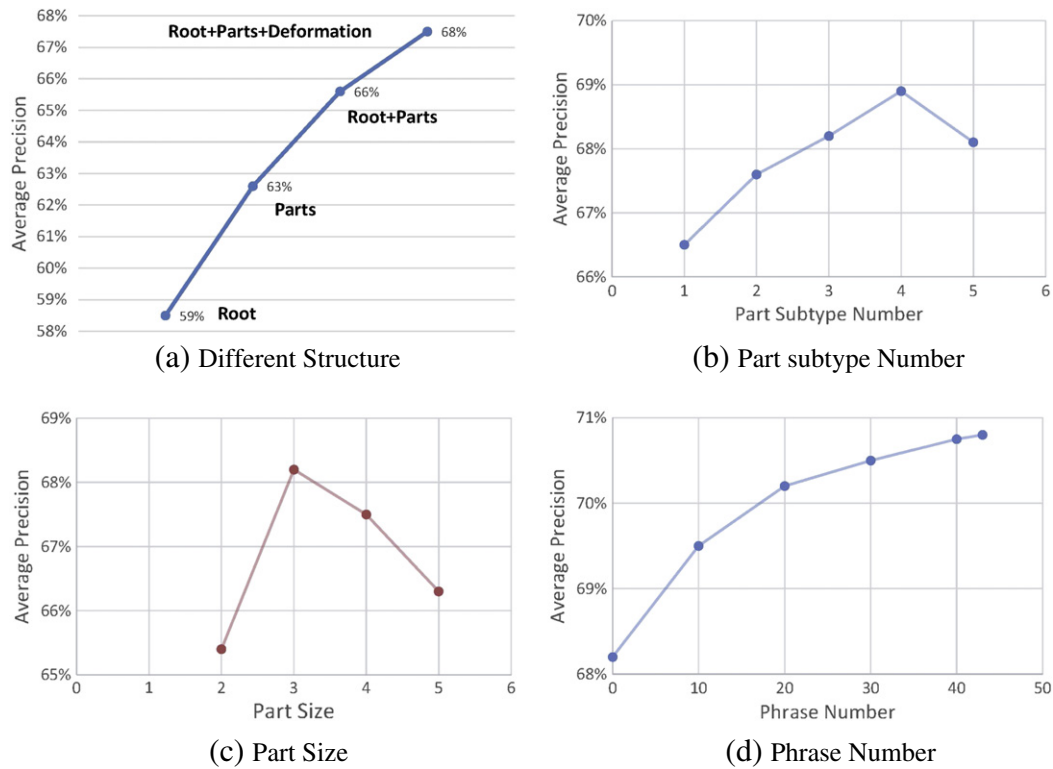 68%
67%
66%
65%
64%
63%
62%
61%
60%
59%
58%
Average Precision
Root+Parts+Deformation
68%
66%
Root+Parts
63%
Parts
59%
Root
(a) Different Structure
70%
69%
68%
67%
66%
Average Precision
0 1 2 3 4 5 6
Part Subtype Number
(b) Part subtype Number
69%
68%
67%
66%
65%
Average Precision
0 1 2 3 4 5 6
Part Size
(c) Part Size
71%
70%
69%
68%
Average Precision
0 10 20 30 40 50
Phrase Number
(d) Phrase Number